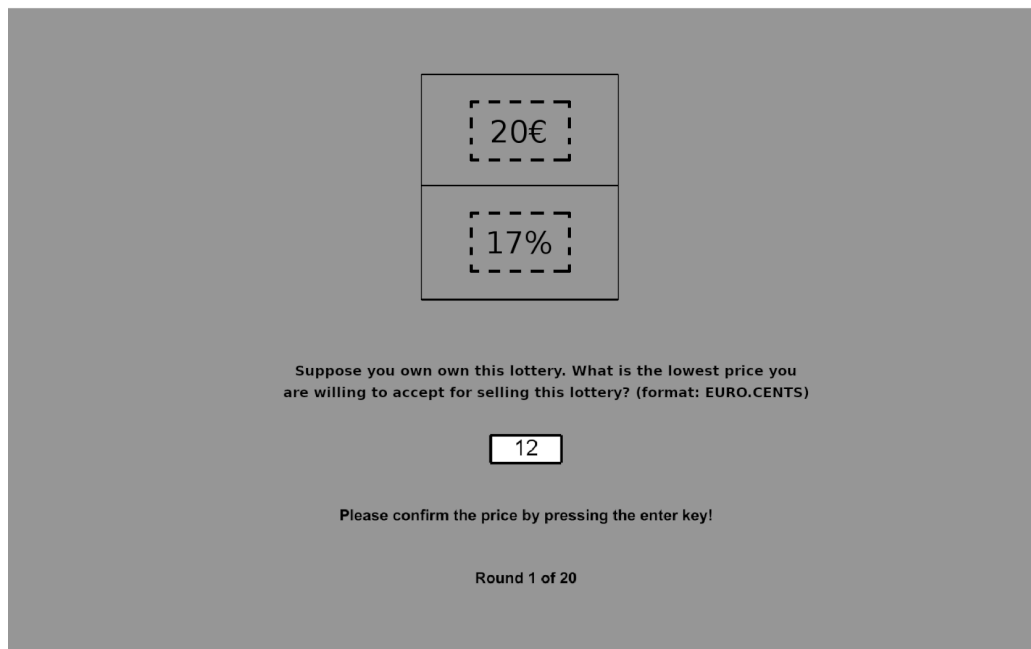 20€
17%
Suppose you own own this lottery. What is the lowest price you
are willing to accept for selling this lottery? (format: EURO.CENTS)
12
Please confirm the price by pressing the enter key!
Round 1 of 20